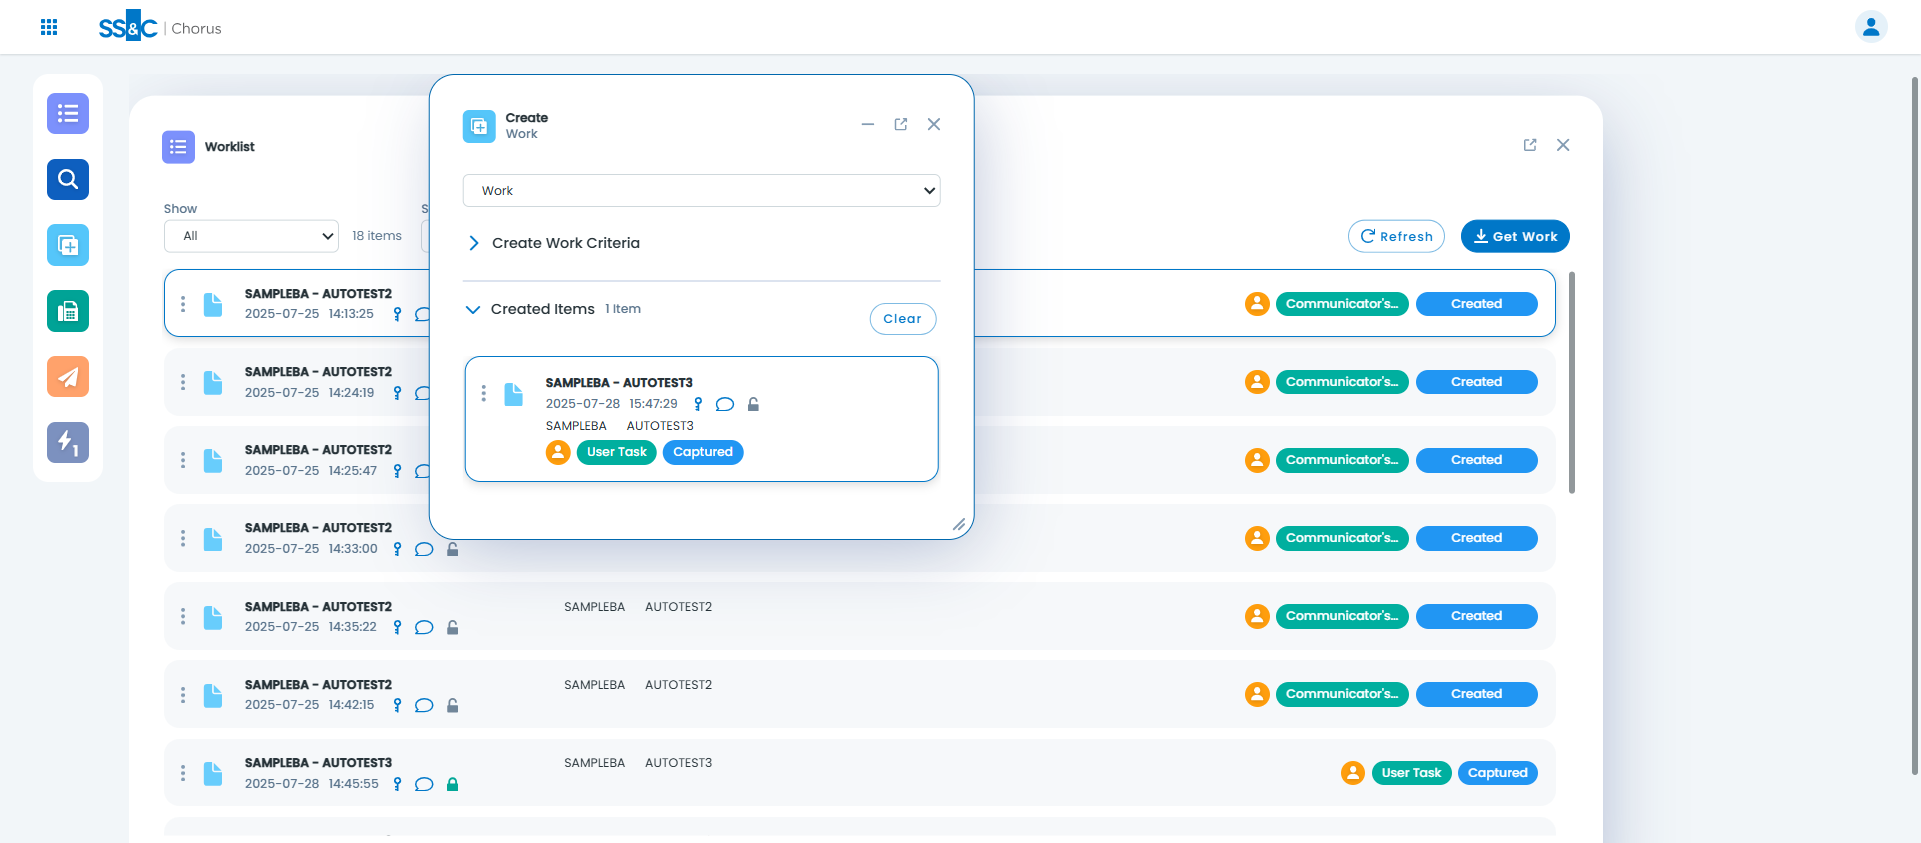 SS&C | Chorus
Worklist
Show
All
18 items
S
Refresh
Get Work
Create
Work
Work
Create Work Criteria
Created Items 1 Item
Clear
SAMPLEBA - AUTOTEST3
2025-07-28 15:47:29
SAMPLEBA AUTOTEST3
User Task Captured
SAMPLEBA - AUTOTEST2
2025-07-25 14:13:25
Communicator's... Created
SAMPLEBA - AUTOTEST2
2025-07-25 14:24:19
Communicator's... Created
SAMPLEBA - AUTOTEST2
2025-07-25 14:25:47
Communicator's... Created
SAMPLEBA - AUTOTEST2
2025-07-25 14:33:00
Communicator's... Created
SAMPLEBA - AUTOTEST2 SAMPLEBA AUTOTEST2
2025-07-25 14:35:22
Communicator's... Created
SAMPLEBA - AUTOTEST2 SAMPLEBA AUTOTEST2
2025-07-25 14:42:15
Communicator's... Created
SAMPLEBA - AUTOTEST3 SAMPLEBA AUTOTEST3
2025-07-28 14:45:55
User Task Captured
1